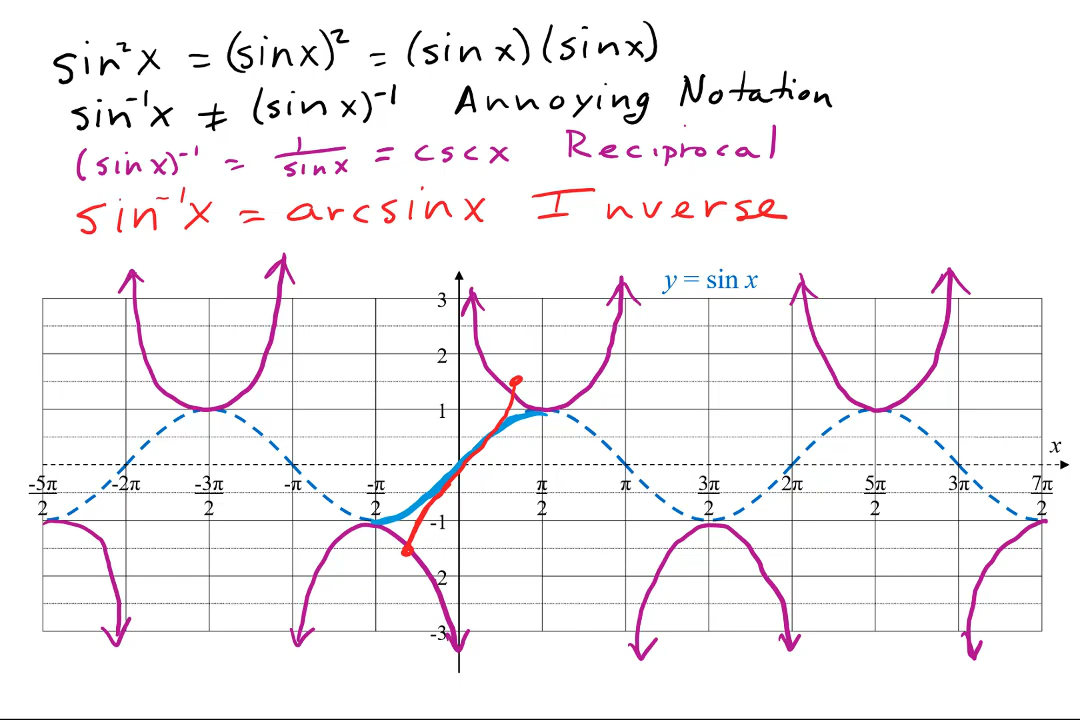 sin²x = (sinx)² = (sin x)(sinx)
sin⁻¹x ≠ (sin x)⁻¹ Annoying Notation
(sin x)⁻¹ = 1/sin x = csc x Reciprocal
sin⁻¹x = arcsin x Inverse
y = sin x
3
2
1
x
-5π/2 -2π -3π/2 -π -π/2 π/2 π 3π/2 2π 5π/2 3π 7π/2
-1
-2
-3